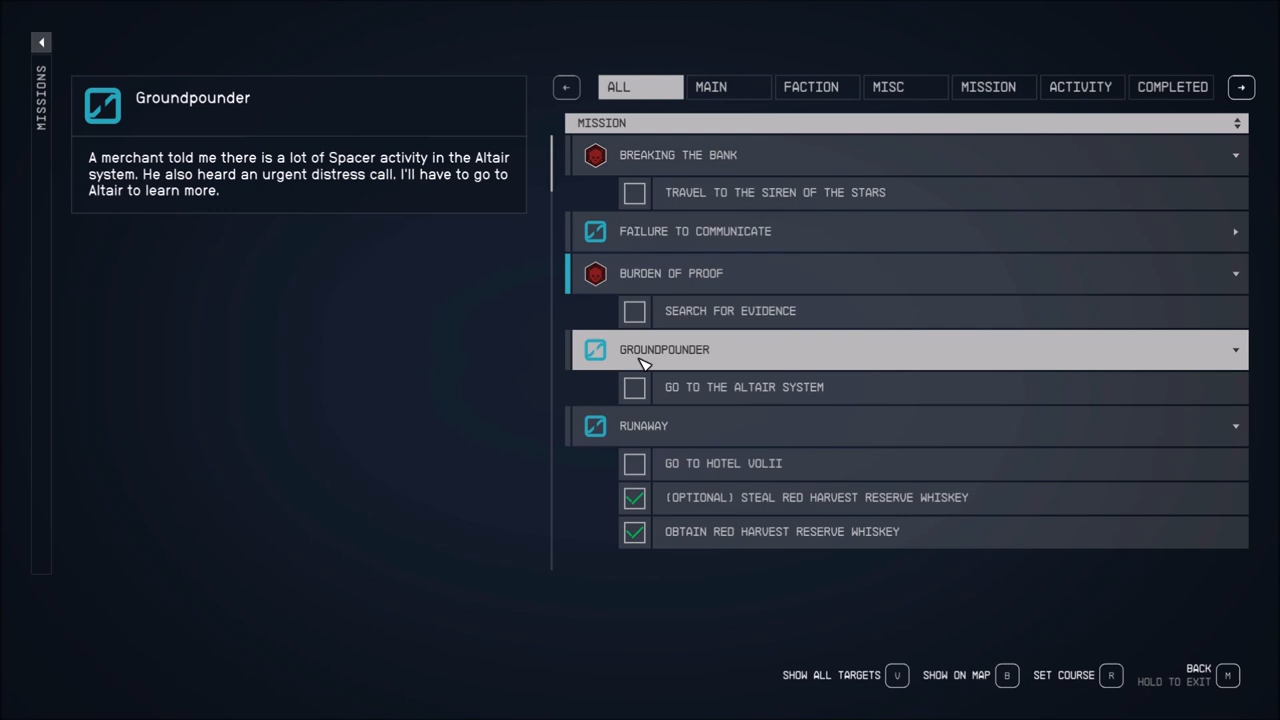 MISSIONS
Groundpounder
A merchant told me there is a lot of Spacer activity in the Altair
system. He also heard an urgent distress call. I'll have to go to
Altair to learn more.
ALL
MAIN
FACTION
MISC
MISSION
ACTIVITY
COMPLETED
MISSION
BREAKING THE BANK
TRAVEL TO THE SIREN OF THE STARS
FAILURE TO COMMUNICATE
BURDEN OF PROOF
SEARCH FOR EVIDENCE
GROUNDPOUNDER
GO TO THE ALTAIR SYSTEM
RUNAWAY
GO TO HOTEL VOLII
(OPTIONAL) STEAL RED HARVEST RESERVE WHISKEY
OBTAIN RED HARVEST RESERVE WHISKEY
SHOW ALL TARGETS V
SHOW ON MAP B
SET COURSE R
BACK M
HOLD TO EXIT